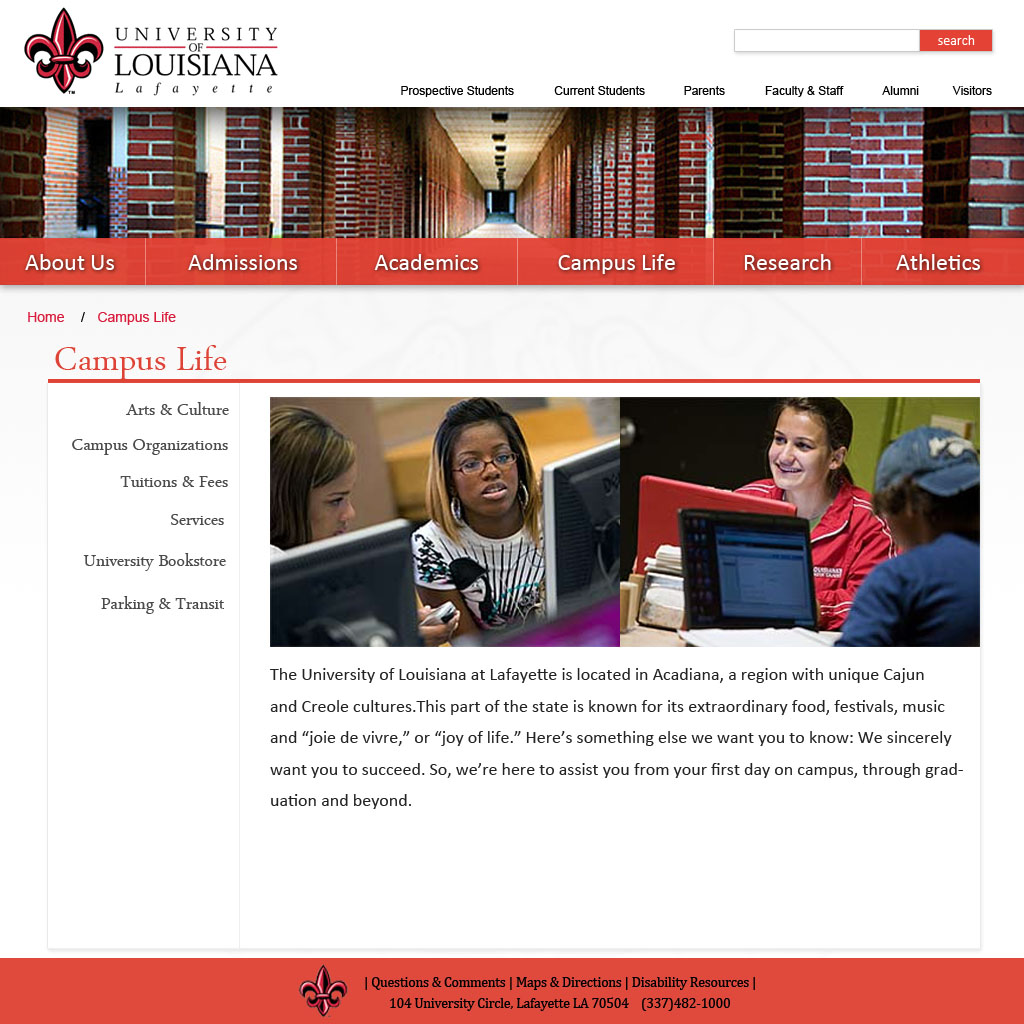 UNIVERSITY
OF
LOUISIANA
Lafayette
™
search
Prospective Students Current Students Parents Faculty & Staff Alumni Visitors
About Us Admissions Academics Campus Life Research Athletics
Home / Campus Life
Campus Life
Arts & Culture
Campus Organizations
Tuitions & Fees
Services
University Bookstore
Parking & Transit
The University of Louisiana at Lafayette is located in Acadiana, a region with unique Cajun
and Creole cultures.This part of the state is known for its extraordinary food, festivals, music
and “joie de vivre,” or “joy of life.” Here’s something else we want you to know: We sincerely
want you to succeed. So, we’re here to assist you from your first day on campus, through grad-
uation and beyond.
| Questions & Comments | Maps & Directions | Disability Resources |
104 University Circle, Lafayette LA 70504 (337)482-1000